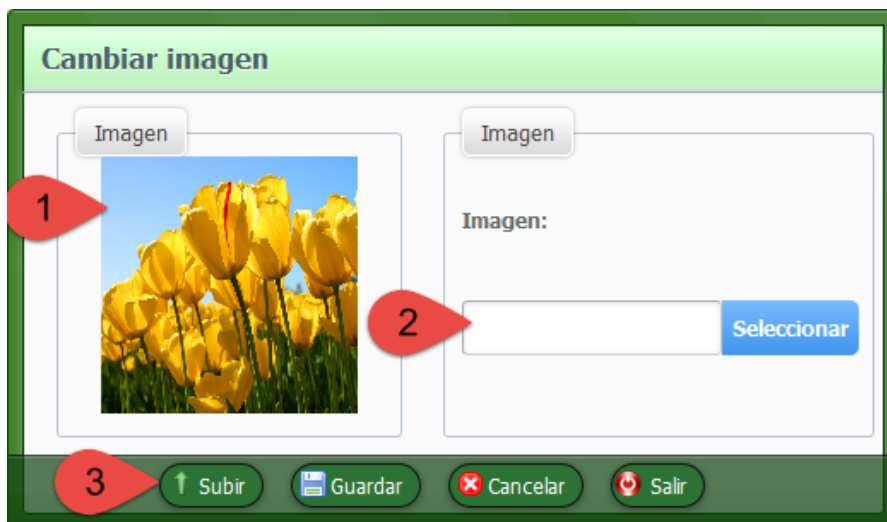 Cambiar imagen
Imagen
Imagen
1
Imagen:
2
Seleccionar
3
Subir
Guardar
Cancelar
Salir